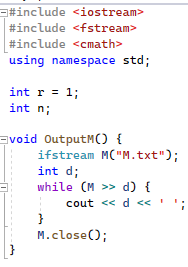 #include <iostream>
#include <fstream>
#include <cmath>
using namespace std;
int r = 1;
int n;
void OutputM() {
ifstream M("M.txt");
int d;
while (M >> d) {
cout << d << ' ';
}
M.close();
}